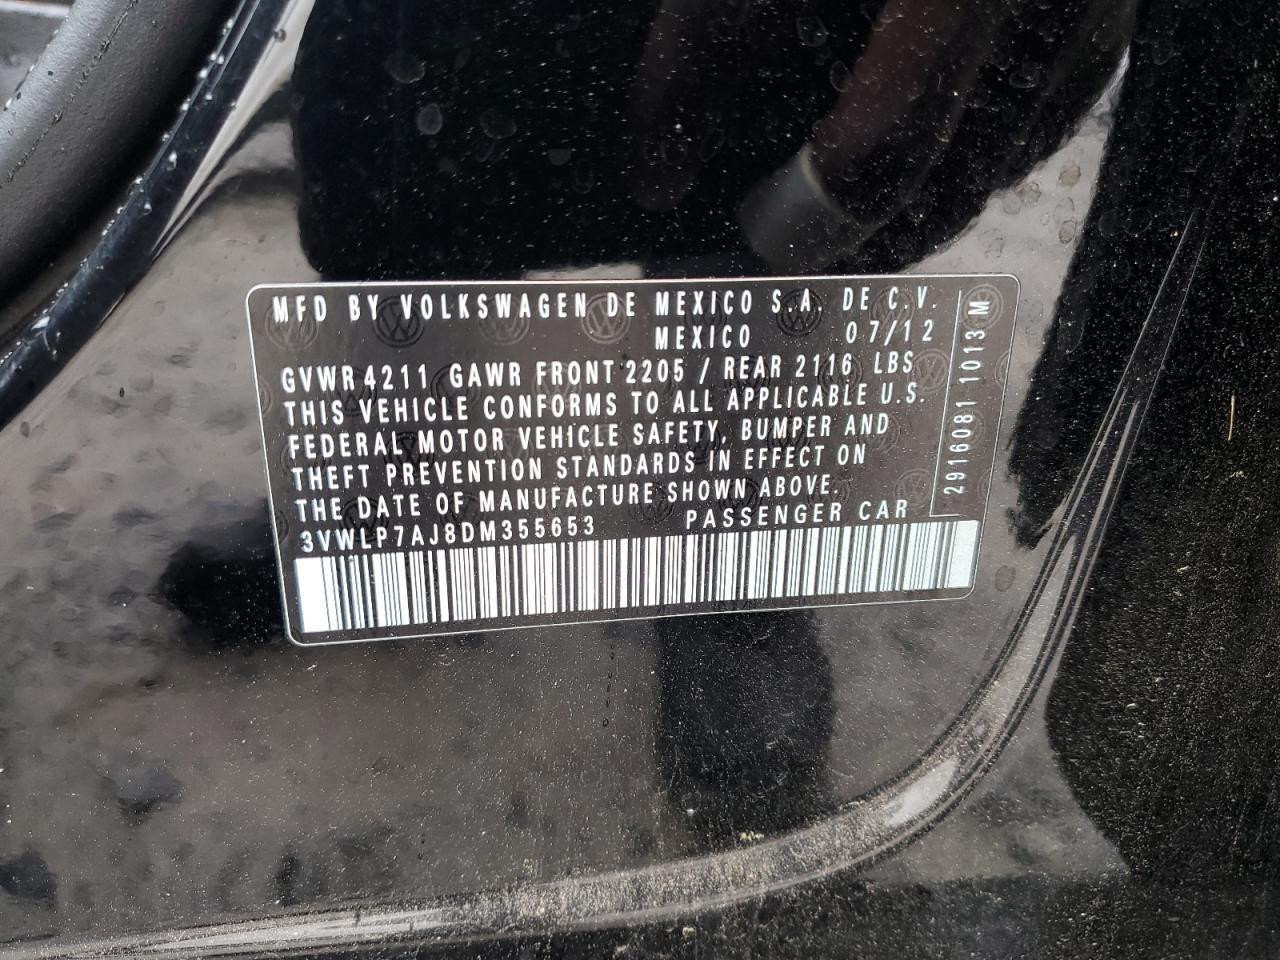 MFD BY VOLKSWAGEN DE MEXICO S.A. DE C.V.
MEXICO 07/12
GVWR 4211 GAWR FRONT 2205 / REAR 2116 LBS
THIS VEHICLE CONFORMS TO ALL APPLICABLE U.S.
FEDERAL MOTOR VEHICLE SAFETY, BUMPER AND
THEFT PREVENTION STANDARDS IN EFFECT ON
THE DATE OF MANUFACTURE SHOWN ABOVE.
3VWLP7AJ8DM355653 PASSENGER CAR
2916081 1013 M